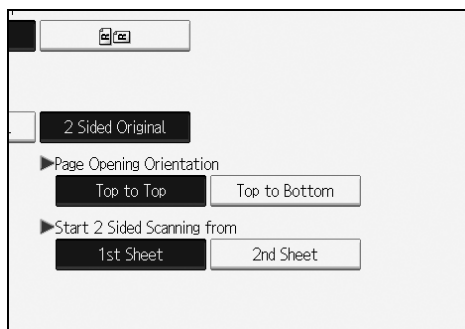 2 Sided Original
▶Page Opening Orientation
Top to Top Top to Bottom
▶Start 2 Sided Scanning from
1st Sheet 2nd Sheet